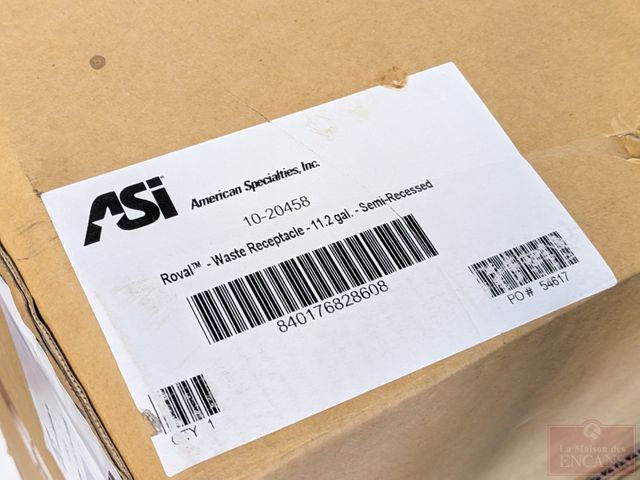 ASi
American Specialties, Inc.
10-20458
Roval™ - Waste Receptacle - 11.2 gal. - Semi-Recessed
840176828608
PO # 54617
QTY 1
La Maison des
ENCANS